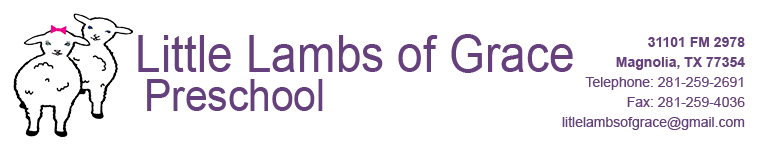 Little Lambs of Grace
Preschool
31101 FM 2978
Magnolia, TX 77354
Telephone: 281-259-2691
Fax: 281-259-4036
littlelambsofgrace@gmail.com